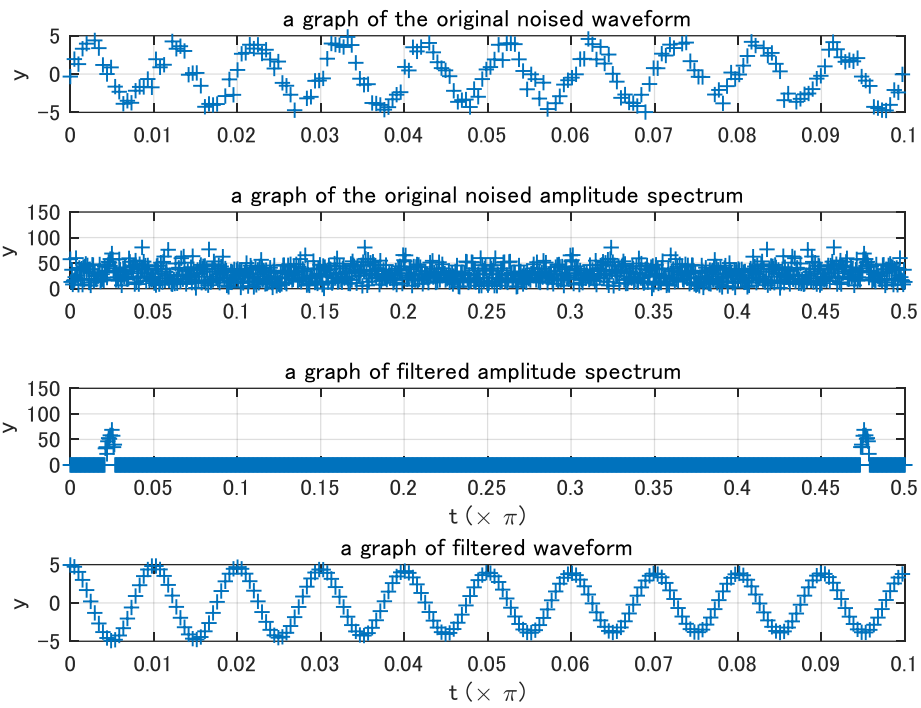 a graph of the original noised waveform
5
0
−5
y
0 0.01 0.02 0.03 0.04 0.05 0.06 0.07 0.08 0.09 0.1
a graph of the original noised amplitude spectrum
150
100
50
0
y
0 0.05 0.1 0.15 0.2 0.25 0.3 0.35 0.4 0.45 0.5
a graph of filtered amplitude spectrum
150
100
50
0
y
0 0.05 0.1 0.15 0.2 0.25 0.3 0.35 0.4 0.45 0.5
t (× π)
a graph of filtered waveform
5
0
−5
y
0 0.01 0.02 0.03 0.04 0.05 0.06 0.07 0.08 0.09 0.1
t (× π)